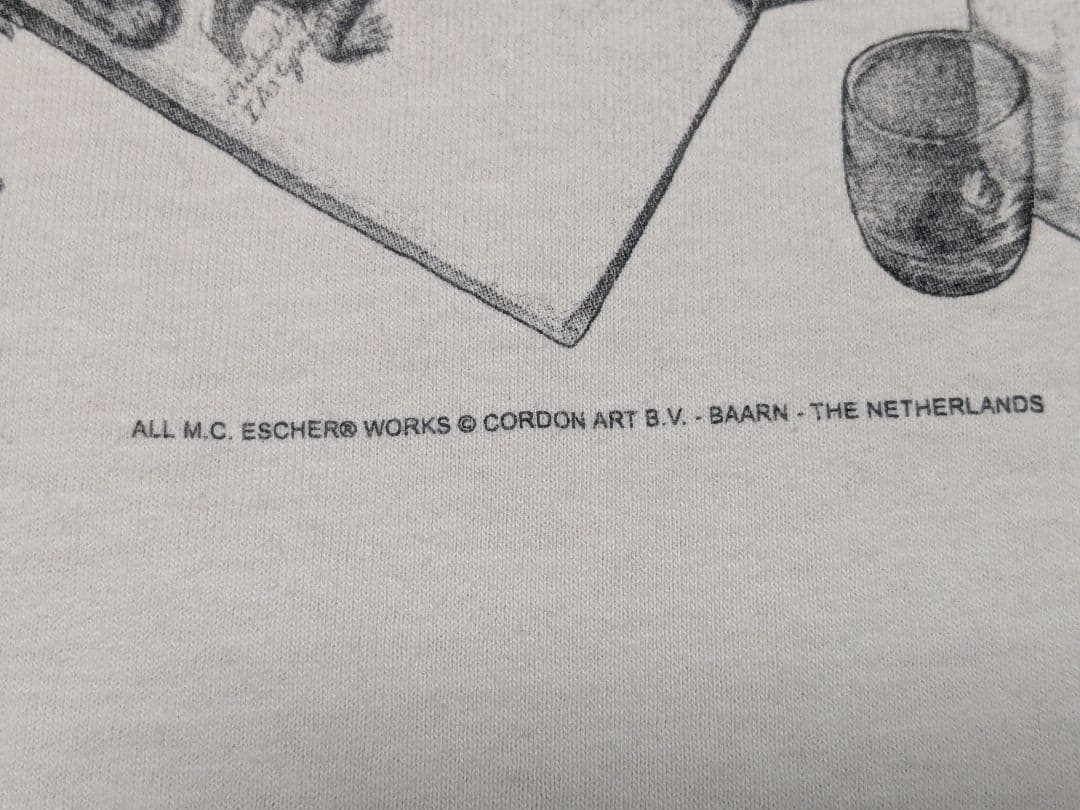 ALL M.C. ESCHER® WORKS © CORDON ART B.V. - BAARN - THE NETHERLANDS